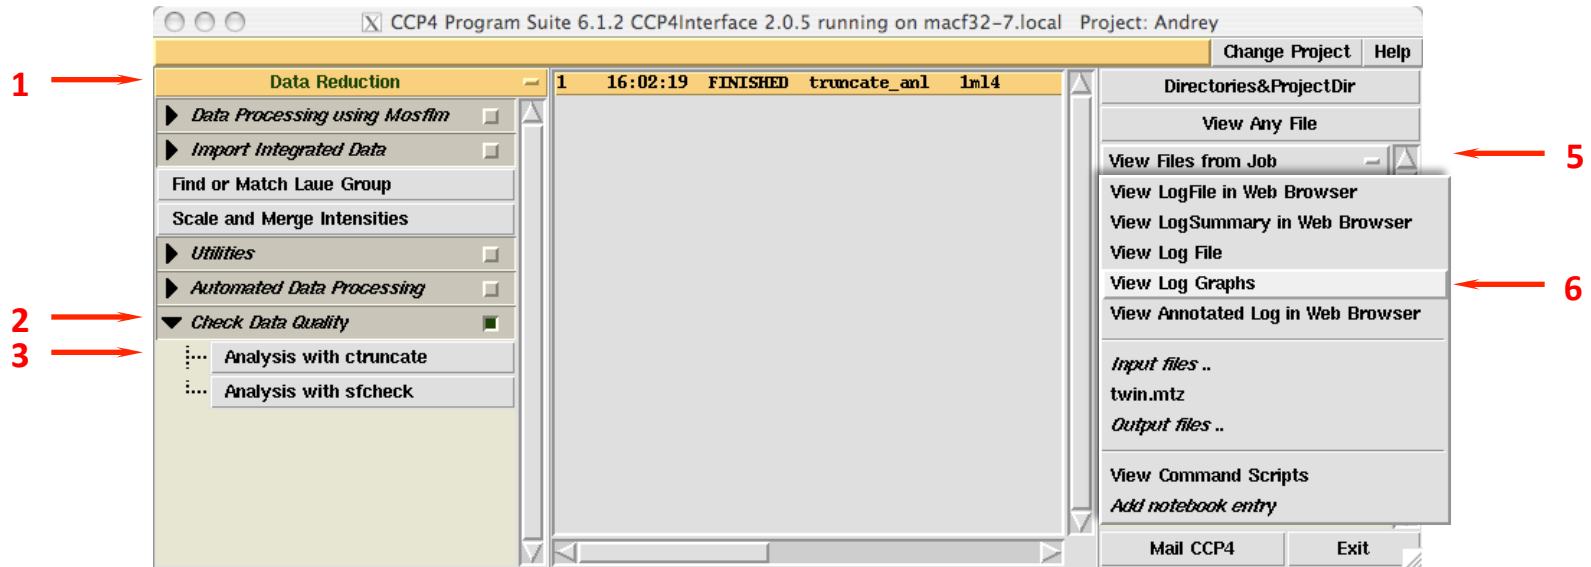 CCP4 Program Suite 6.1.2 CCP4Interface 2.0.5 running on macf32-7.local Project: Andrey
Change Project Help
1
Data Reduction
1 16:02:19 FINISHED truncate_anl 1ml4
Directories&ProjectDir
Data Processing using Mosflm
View Any File
Import Integrated Data
View Files from Job
5
Find or Match Laue Group
View LogFile in Web Browser
Scale and Merge Intensities
View LogSummary in Web Browser
Utilities
View Log File
Automated Data Processing
View Log Graphs
6
2
Check Data Quality
View Annotated Log in Web Browser
3
Analysis with ctruncate
Input files ..
Analysis with sfcheck
twin.mtz
Output files ..
View Command Scripts
Add notebook entry
Mail CCP4 Exit